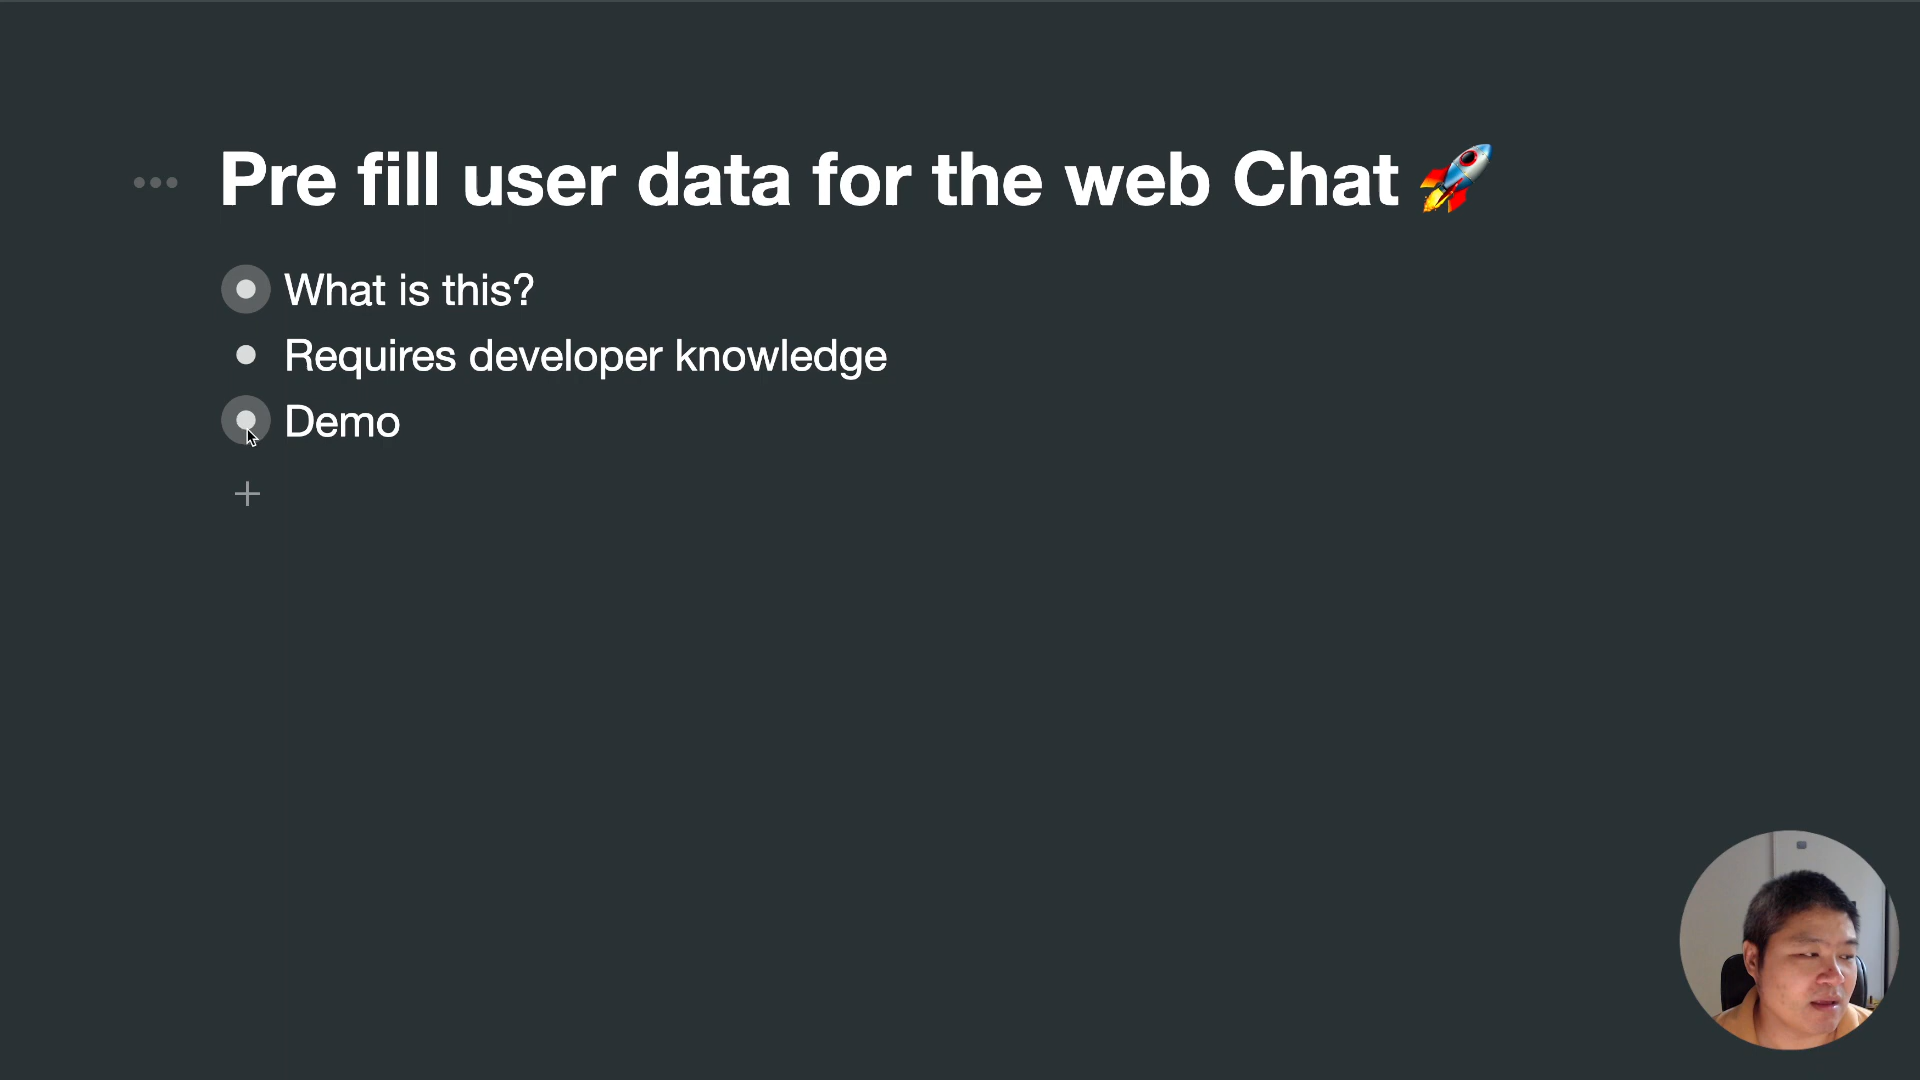 Pre fill user data for the web Chat 🚀
What is this?
Requires developer knowledge
Demo